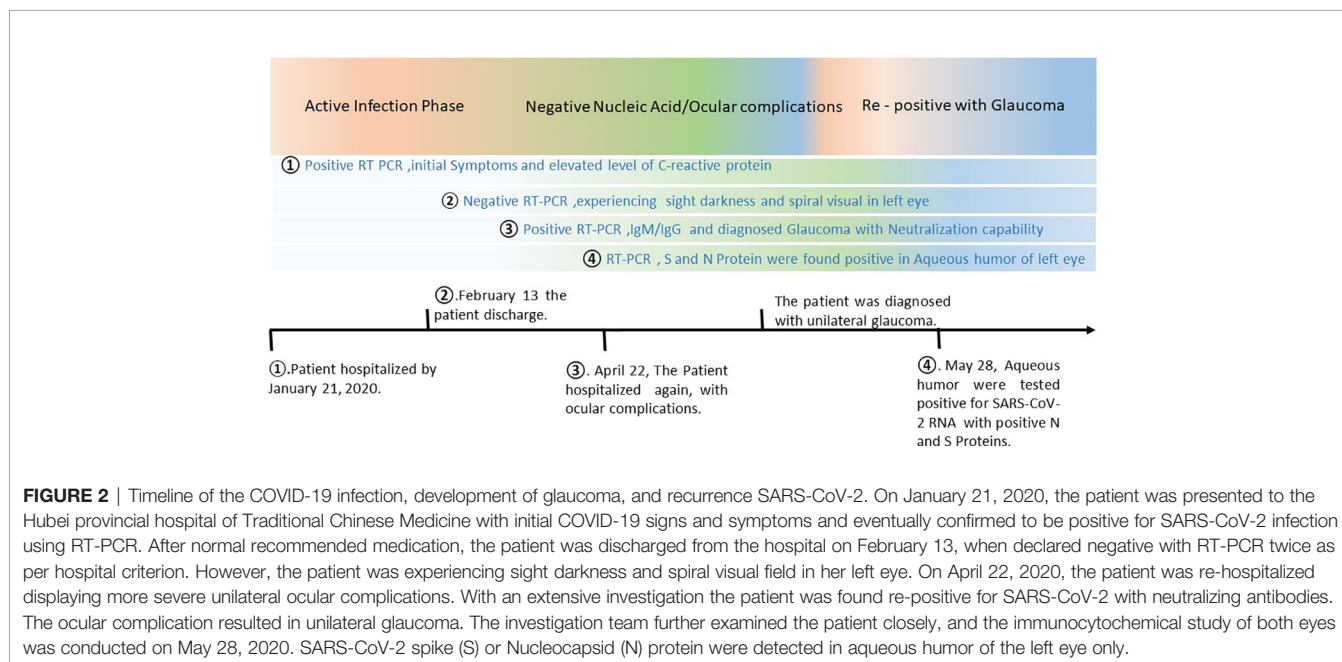 Active Infection Phase
Negative Nucleic Acid/Ocular complications
Re - positive with Glaucoma
① Positive RT PCR ,initial Symptoms and elevated level of C-reactive protein
② Negative RT-PCR ,experiencing sight darkness and spiral visual in left eye
③ Positive RT-PCR ,IgM/IgG and diagnosed Glaucoma with Neutralization capability
④ RT-PCR , S and N Protein were found positive in Aqueous humor of left eye
②.February 13 the
patient discharge.
The patient was diagnosed
with unilateral glaucoma.
①.Patient hospitalized by
January 21, 2020.
③. April 22, The Patient
hospitalized again, with
ocular complications.
④. May 28, Aqueous
humor were tested
positive for SARS-CoV-
2 RNA with positive N
and S Proteins.
FIGURE 2 | Timeline of the COVID-19 infection, development of glaucoma, and recurrence SARS-CoV-2. On January 21, 2020, the patient was presented to the
Hubei provincial hospital of Traditional Chinese Medicine with initial COVID-19 signs and symptoms and eventually confirmed to be positive for SARS-CoV-2 infection
using RT-PCR. After normal recommended medication, the patient was discharged from the hospital on February 13, when declared negative with RT-PCR twice as
per hospital criterion. However, the patient was experiencing sight darkness and spiral visual field in her left eye. On April 22, 2020, the patient was re-hospitalized
displaying more severe unilateral ocular complications. With an extensive investigation the patient was found re-positive for SARS-CoV-2 with neutralizing antibodies.
The ocular complication resulted in unilateral glaucoma. The investigation team further examined the patient closely, and the immunocytochemical study of both eyes
was conducted on May 28, 2020. SARS-CoV-2 spike (S) or Nucleocapsid (N) protein were detected in aqueous humor of the left eye only.